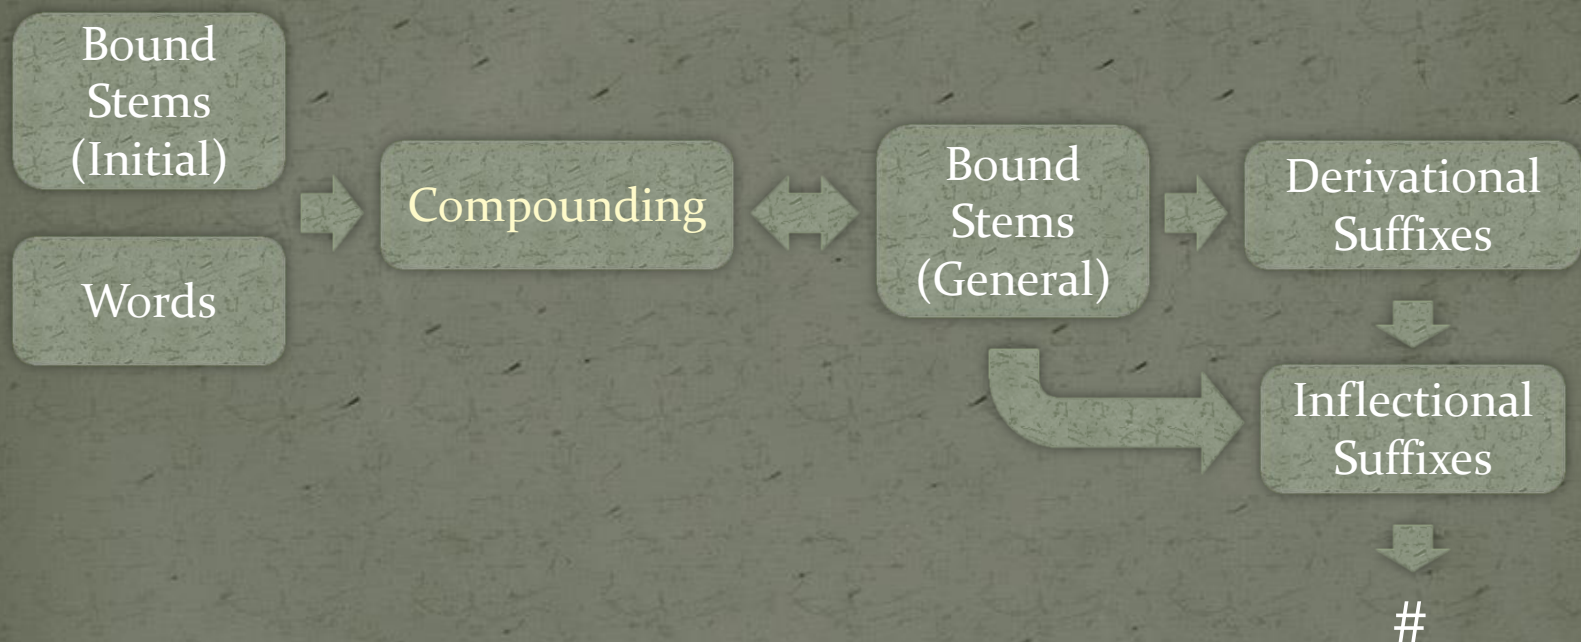 Bound
Stems
(Initial)
Words
Compounding
Bound
Stems
(General)
Derivational
Suffixes
Inflectional
Suffixes
#